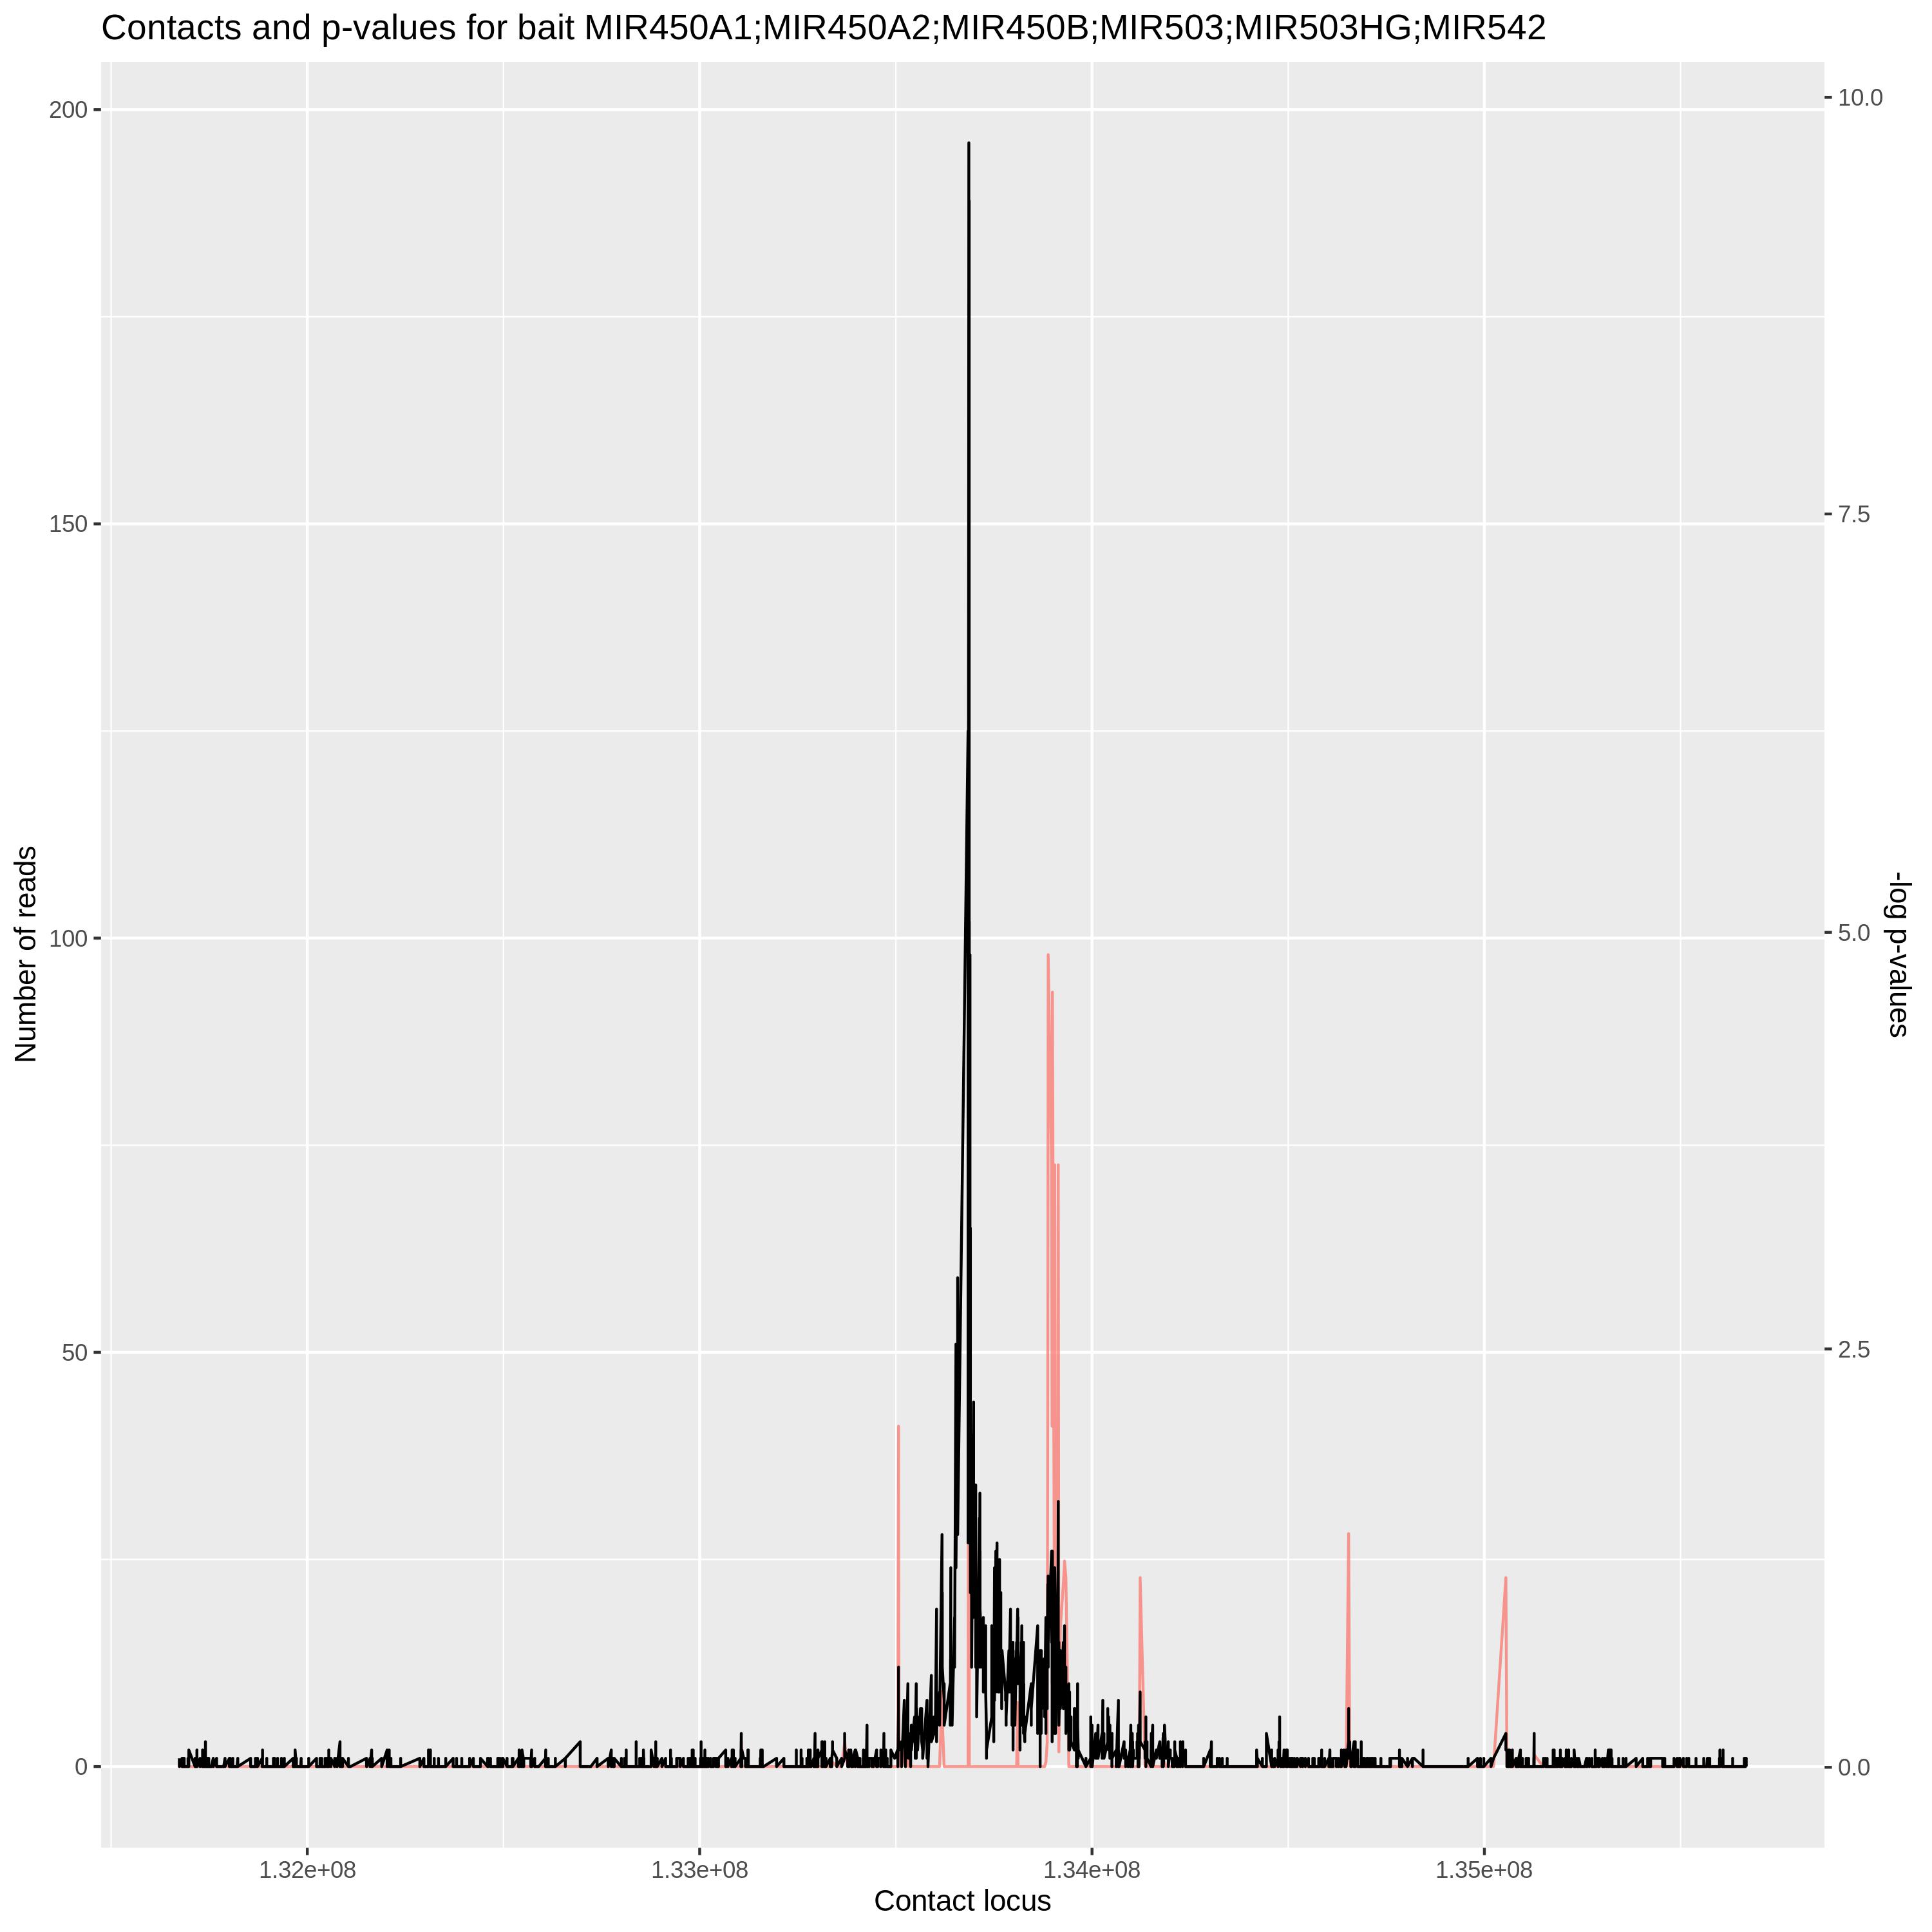 Contacts and p-values for bait MIR450A1;MIR450A2;MIR450B;MIR503;MIR503HG;MIR542
200
150
100
50
0
Number of reads
10.0
7.5
5.0
2.5
0.0
-log p-values
1.32e+08
1.33e+08
1.34e+08
1.35e+08
Contact locus